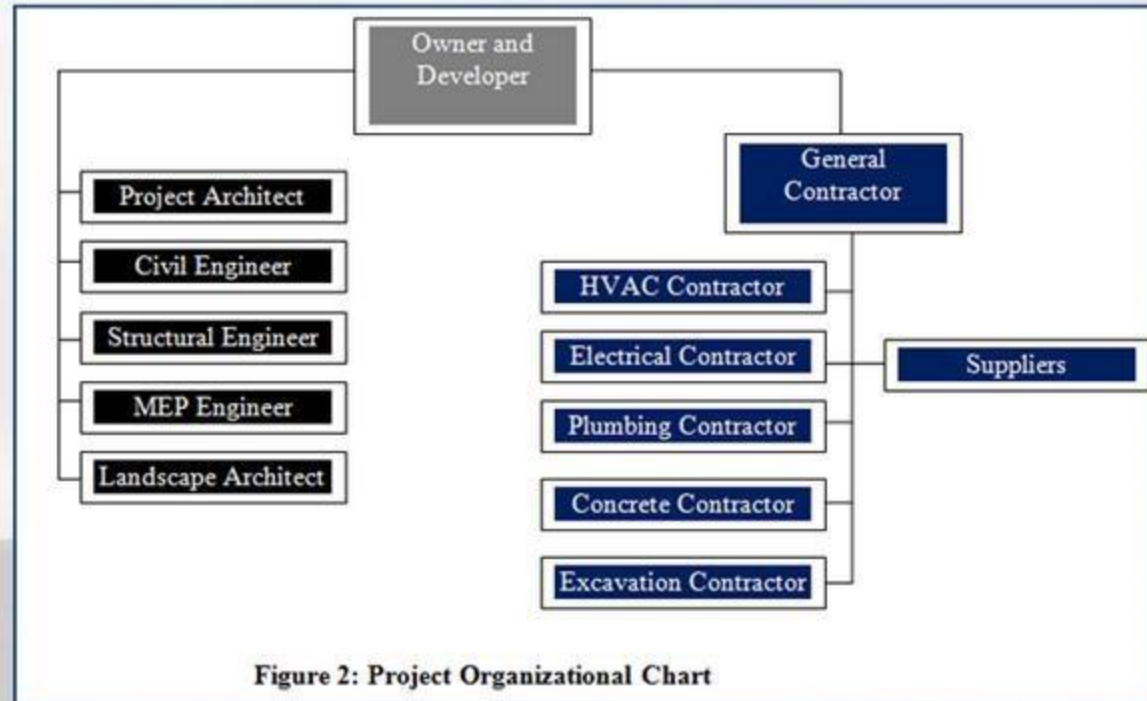 Owner and
Developer
General
Contractor
Project Architect
Civil Engineer
Structural Engineer
MEP Engineer
Landscape Architect
HVAC Contractor
Electrical Contractor
Plumbing Contractor
Concrete Contractor
Excavation Contractor
Suppliers
Figure 2: Project Organizational Chart